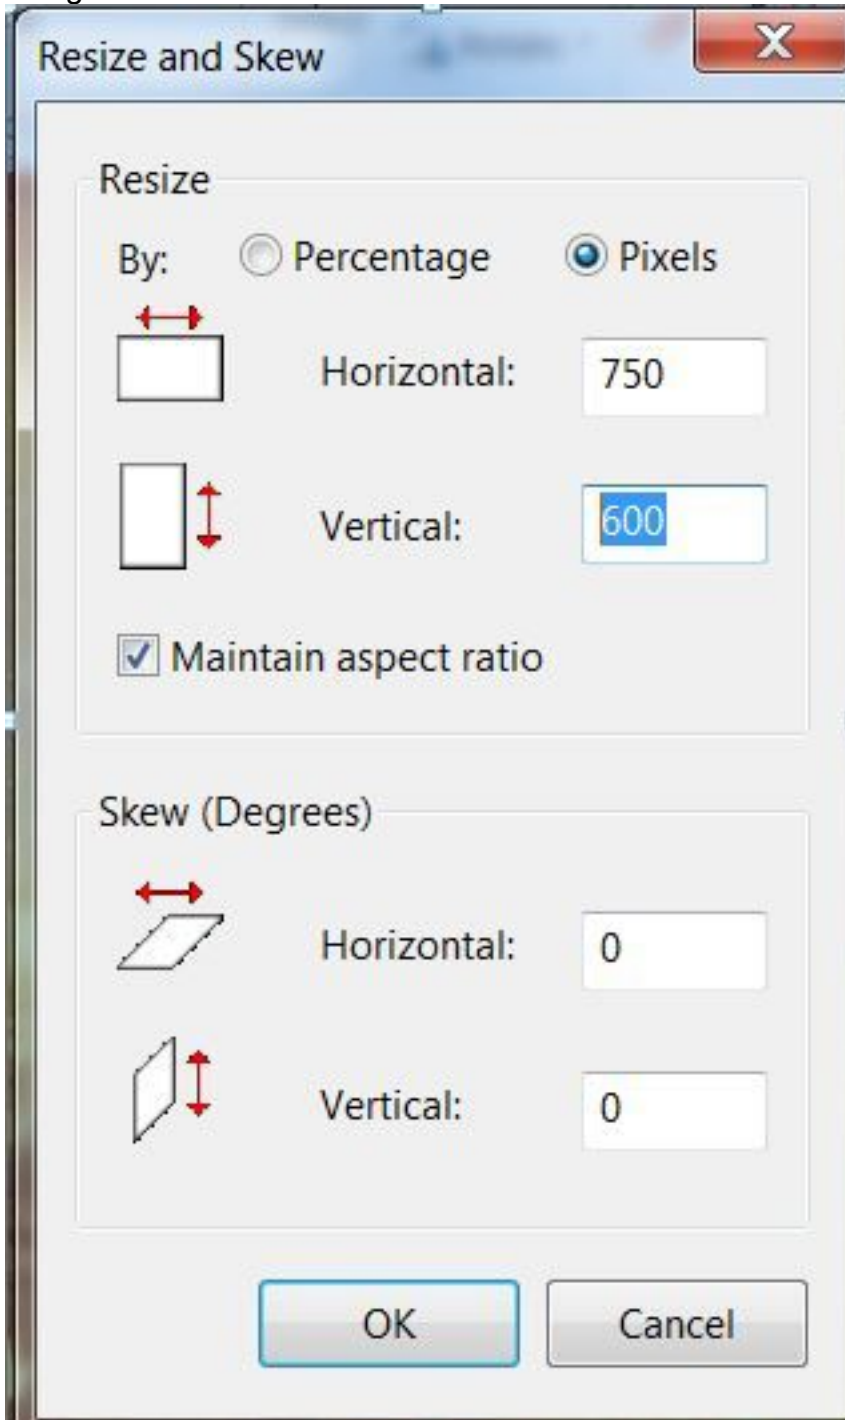 Resize and Skew
Resize
By: Percentage Pixels
Horizontal: 750
Vertical: 600
Maintain aspect ratio
Skew (Degrees)
Horizontal: 0
Vertical: 0
OK Cancel